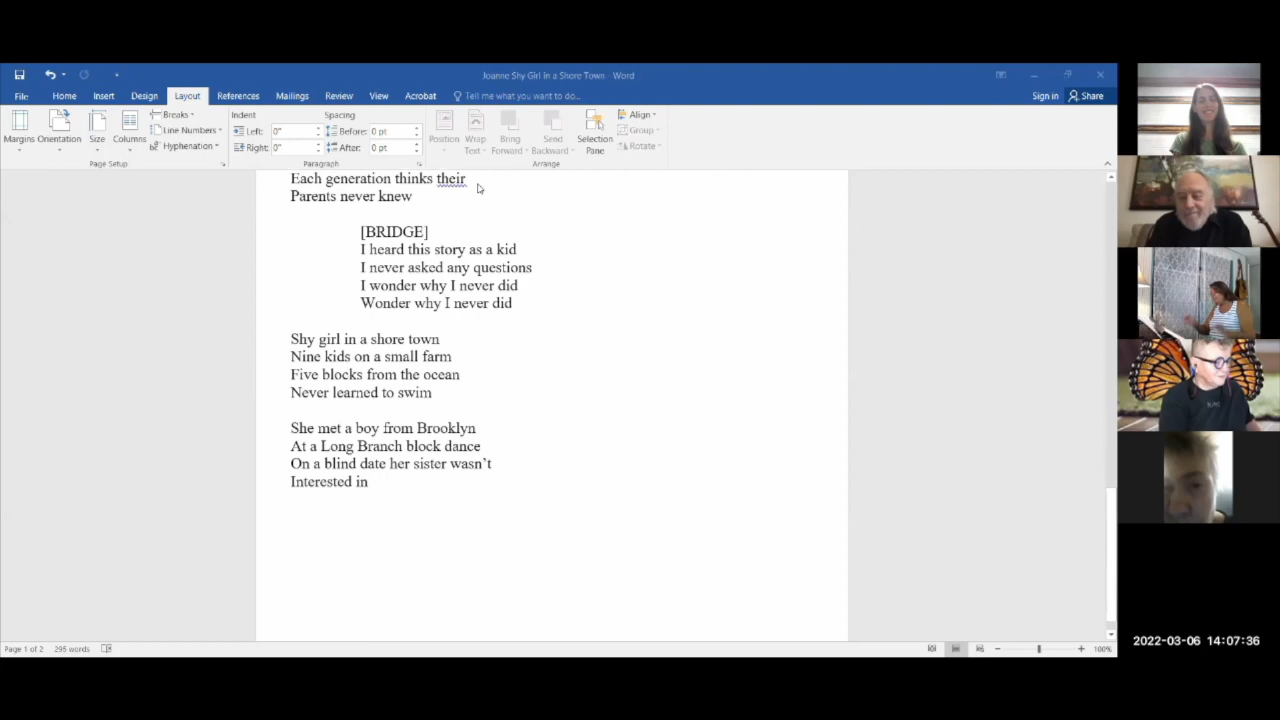 Joanne Shy Girl in a Shore Town - Word
File Home Insert Design Layout References Mailings Review View Acrobat Tell me what you want to do... Sign in Share
Margins
Orientation
Size
Columns
Breaks
Line Numbers
Hyphenation
Page Setup
Indent
Left: 0"
Right: 0"
Spacing
Before: 0 pt
After: 0 pt
Paragraph
Position
Wrap
Text
Bring
Forward
Send
Backward
Selection
Pane
Align
Group
Rotate
Arrange
Each generation thinks their
Parents never knew
[BRIDGE]
I heard this story as a kid
I never asked any questions
I wonder why I never did
Wonder why I never did
Shy girl in a shore town
Nine kids on a small farm
Five blocks from the ocean
Never learned to swim
She met a boy from Brooklyn
At a Long Branch block dance
On a blind date her sister wasn't
Interested in
Page 1 of 2 295 words
100%
2022-03-06 14:07:36